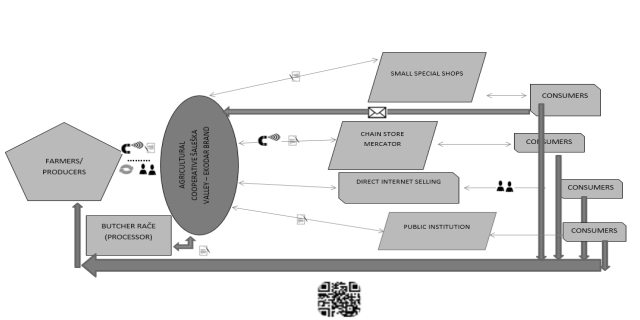 SMALL SPECIAL SHOPS
CONSUMERS
CHAIN STORE
MERCATOR
CONSUMERS
FARMERS/
PRODUCERS
AGRICULTURAL
COOPERATIVE ŠALEŠKA
VALLEY – EKODAR BRAND
DIRECT INTERNET SELLING
CONSUMERS
BUTCHER RAČE
(PROCESSOR)
PUBLIC INSTITUTION
CONSUMERS